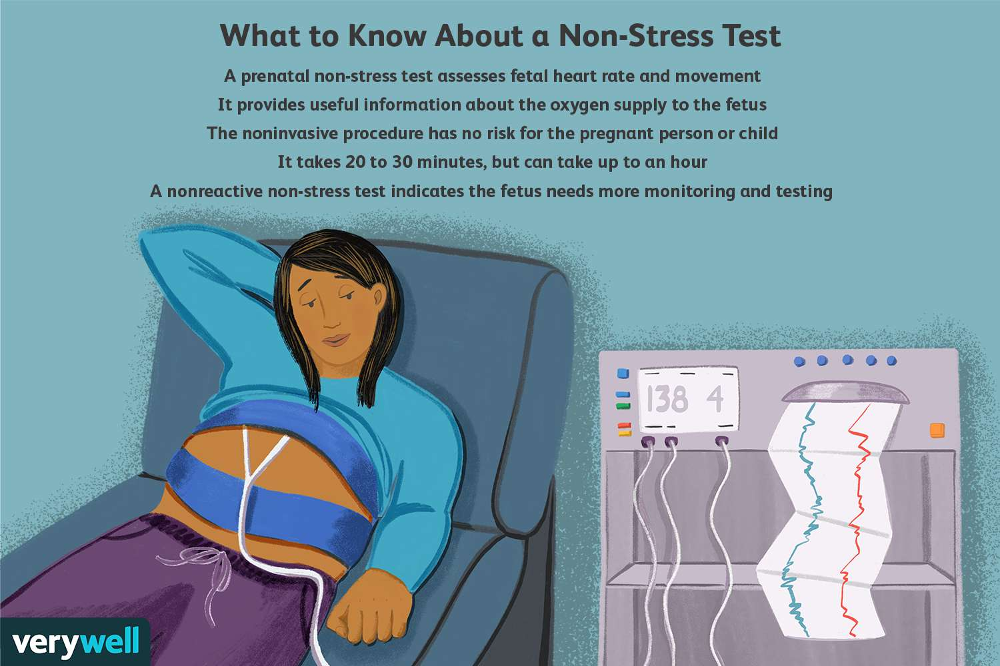 What to Know About a Non-Stress Test
A prenatal non-stress test assesses fetal heart rate and movement
It provides useful information about the oxygen supply to the fetus
The noninvasive procedure has no risk for the pregnant person or child
It takes 20 to 30 minutes, but can take up to an hour
A nonreactive non-stress test indicates the fetus needs more monitoring and testing
138 4
verywell